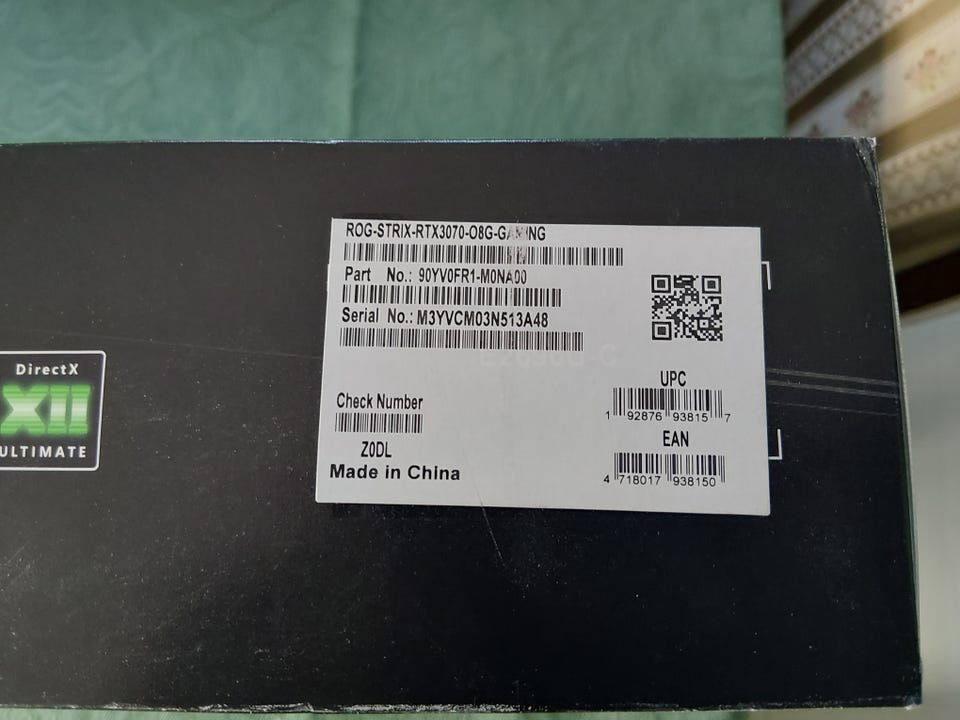 DirectX
XII
ULTIMATE
ROG-STRIX-RTX3070-O8G-GAMING
Part No.: 90YV0FR1-M0NA00
Serial No.: M3YVCM03N513A48
Check Number
Z0DL
Made in China
UPC
1 92876 93815 7
EAN
4 718017 938150